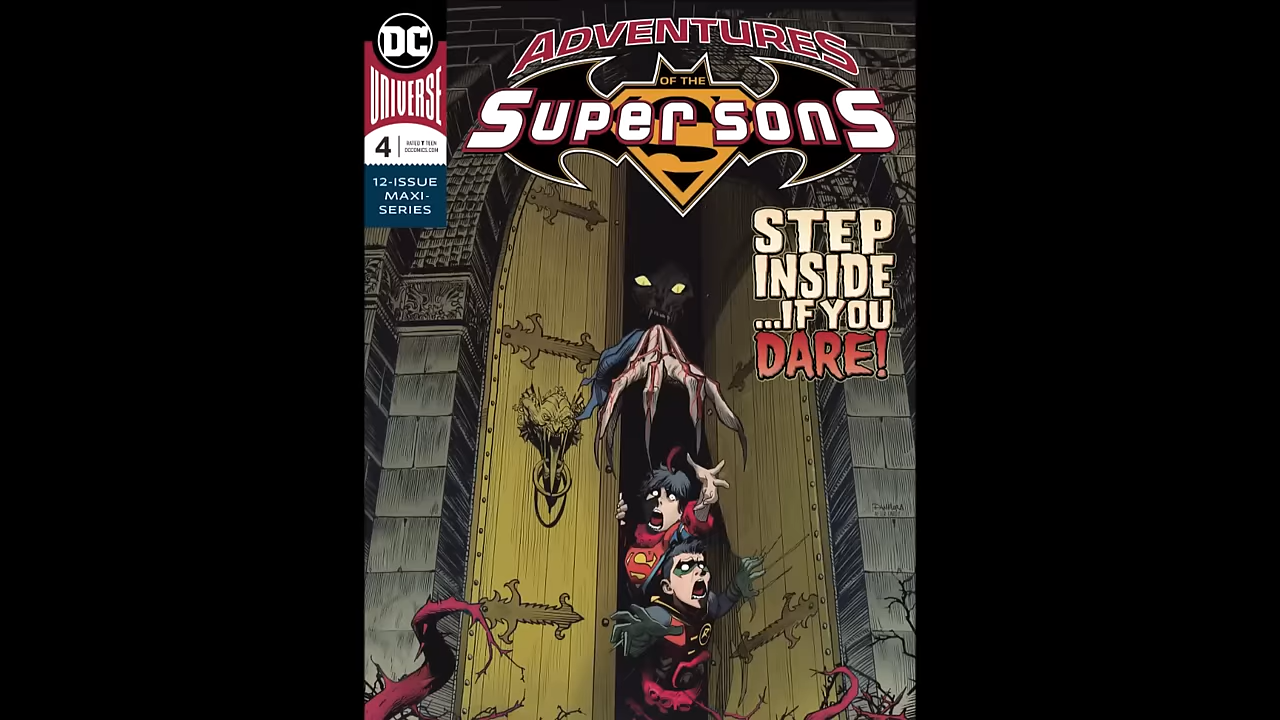 DC
UNIVERSE
4
RATED T TEEN
DCCOMICS.COM
12-ISSUE
MAXI-
SERIES
ADVENTURES
OF THE
SUPER SONS
STEP
INSIDE
...IF YOU
DARE!